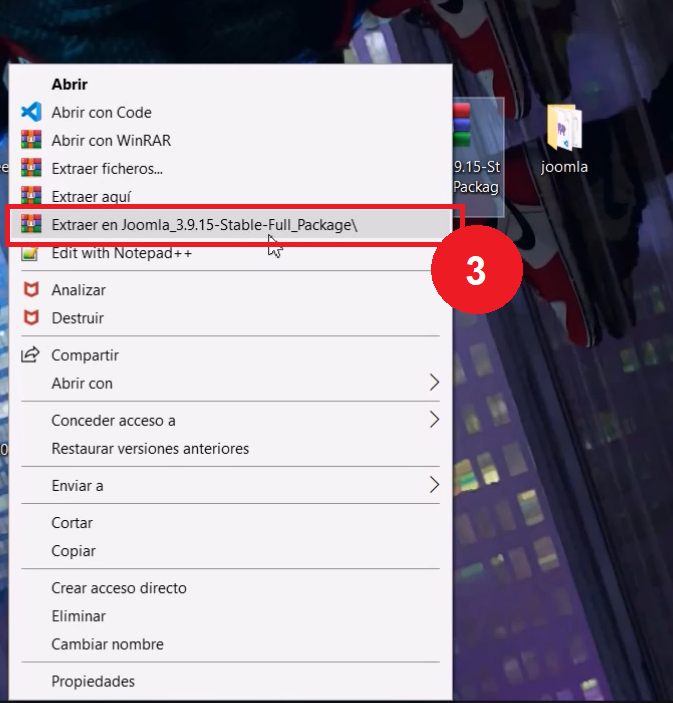 Abrir
Abrir con Code
Abrir con WinRAR
Extraer ficheros...
Extraer aquí
Extraer en Joomla_3.9.15-Stable-Full_Package\
Edit with Notepad++
Analizar
Destruir
Compartir
Abrir con
Conceder acceso a
Restaurar versiones anteriores
Enviar a
Cortar
Copiar
Crear acceso directo
Eliminar
Cambiar nombre
Propiedades
9.15-St
Packag
joomla
3